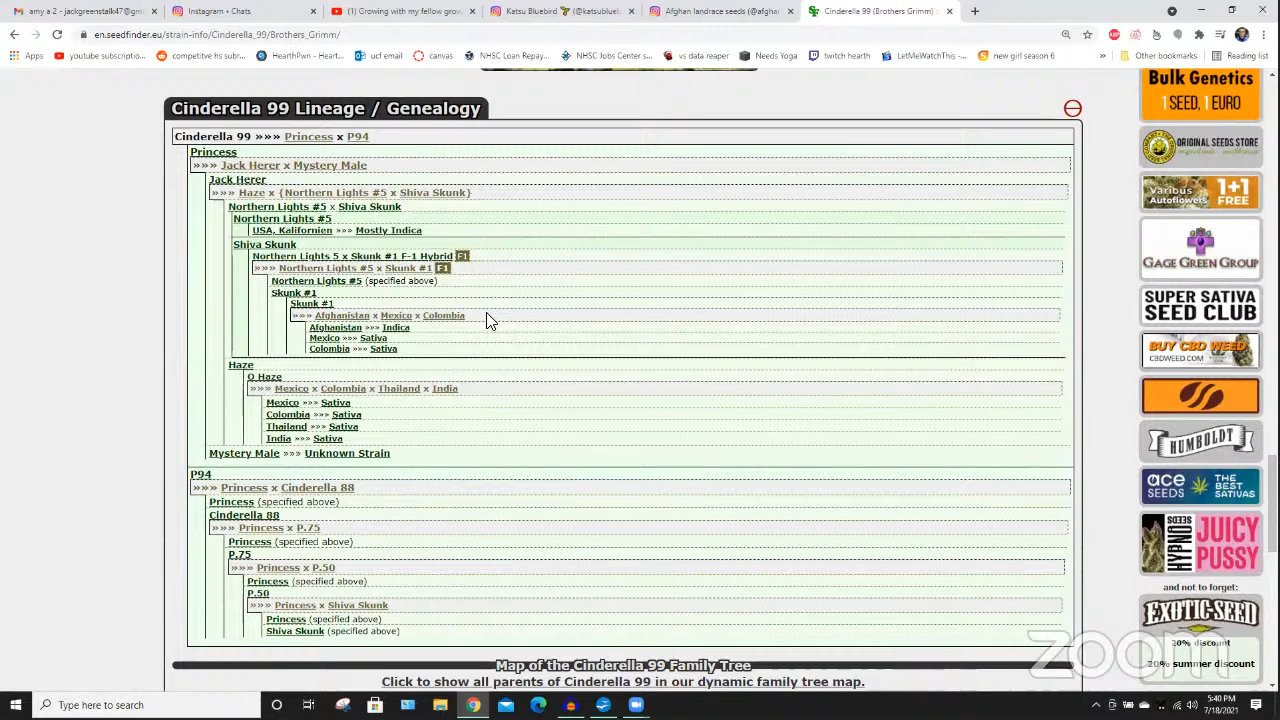 amy a 2 - jackgreenstalk47@gm
Instagram • Chats
(1) Growing with my fellow grow
Katsu Bluebird (@katsublueb
Afghan landrace seeds (@afghan
Cinderella 99 (Brothers Grimm) :
en.seedfinder.eu/strain-info/Cinderella_99/Brothers_Grimm/
Apps
youtube subscription...
competitive hs subr...
HearthPwn - Heart...
ucf email
canvas
NHSC Loan Repay...
NHSC Jobs Center s...
vs data reaper
Needs Yoga
twitch hearth
LetMeWatchThis -...
new girl season 6
»
Other bookmarks
Reading list
Cinderella 99 Lineage / Genealogy
Cinderella 99 »»» Princess x P94
Princess
»»» Jack Herer x Mystery Male
Jack Herer
»»» Haze x {Northern Lights #5 x Shiva Skunk}
Northern Lights #5 x Shiva Skunk
Northern Lights #5
USA, Kalifornien »»» Mostly Indica
Shiva Skunk
Northern Lights 5 x Skunk #1 F-1 Hybrid F1
»»» Northern Lights #5 x Skunk #1 F1
Northern Lights #5 (specified above)
Skunk #1
Skunk #1
»»» Afghanistan x Mexico x Colombia
Afghanistan »»» Indica
Mexico »»» Sativa
Colombia »»» Sativa
Haze
O Haze
»»» Mexico x Colombia x Thailand x India
Mexico »»» Sativa
Colombia »»» Sativa
Thailand »»» Sativa
India »»» Sativa
Mystery Male »»» Unknown Strain
P94
»»» Princess x Cinderella 88
Princess (specified above)
Cinderella 88
»»» Princess x P.75
Princess (specified above)
P.75
»»» Princess x P.50
Princess (specified above)
P.50
»»» Princess x Shiva Skunk
Princess (specified above)
Shiva Skunk (specified above)
Map of the Cinderella 99 Family Tree
Click to show all parents of Cinderella 99 in our dynamic family tree map.
Bulk Genetics
1 SEED, 1 EURO
ORIGINAL SEEDS STORE
Various
Autoflowers
1+1
FREE
GAGE GREEN GROUP
SUPER SATIVA
SEED CLUB
BUY CBD WEED
CBDWEED.COM
HUMBOLDT
ace
SEEDS
THE
BEST
SATIVAS
HYPNO
SEEDS
JUICY
PUSSY
and not to forget:
EXOTIC SEED
20% discount
20% summer discount
zoom
Type here to search
5:40 PM
7/18/2021